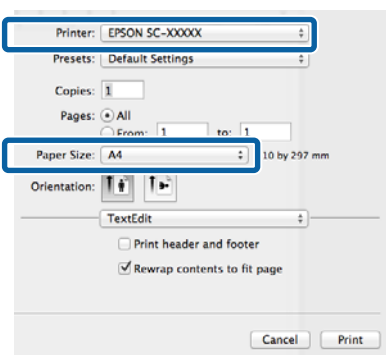 Printer: EPSON SC-XXXXX
Presets: Default Settings
Copies: 1
Pages: All
From: 1 to: 1
Paper Size: A4 10 by 297 mm
Orientation:
TextEdit
Print header and footer
Rewrap contents to fit page
Cancel Print